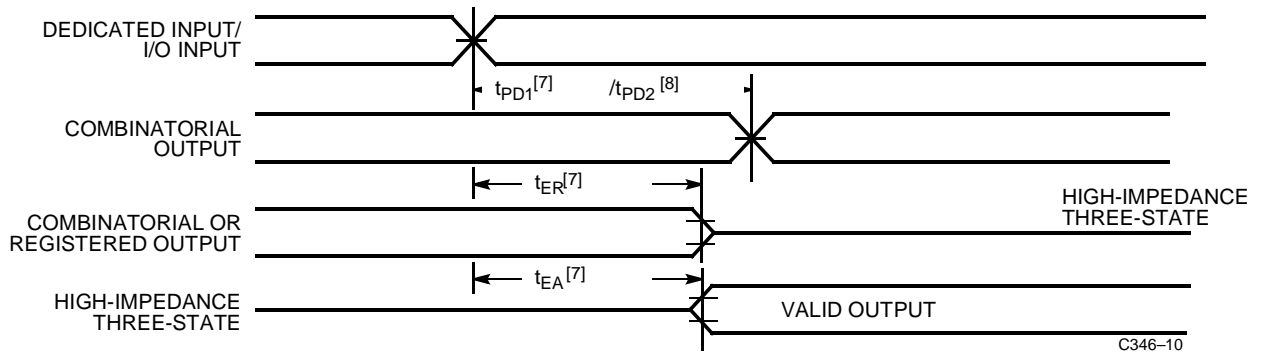 DEDICATED INPUT/
I/O INPUT
tPD1[7] /tPD2 [8]
COMBINATORIAL
OUTPUT
tER[7]
HIGH-IMPEDANCE
THREE-STATE
COMBINATORIAL OR
REGISTERED OUTPUT
tEA[7]
HIGH-IMPEDANCE
THREE-STATE
VALID OUTPUT
C346–10